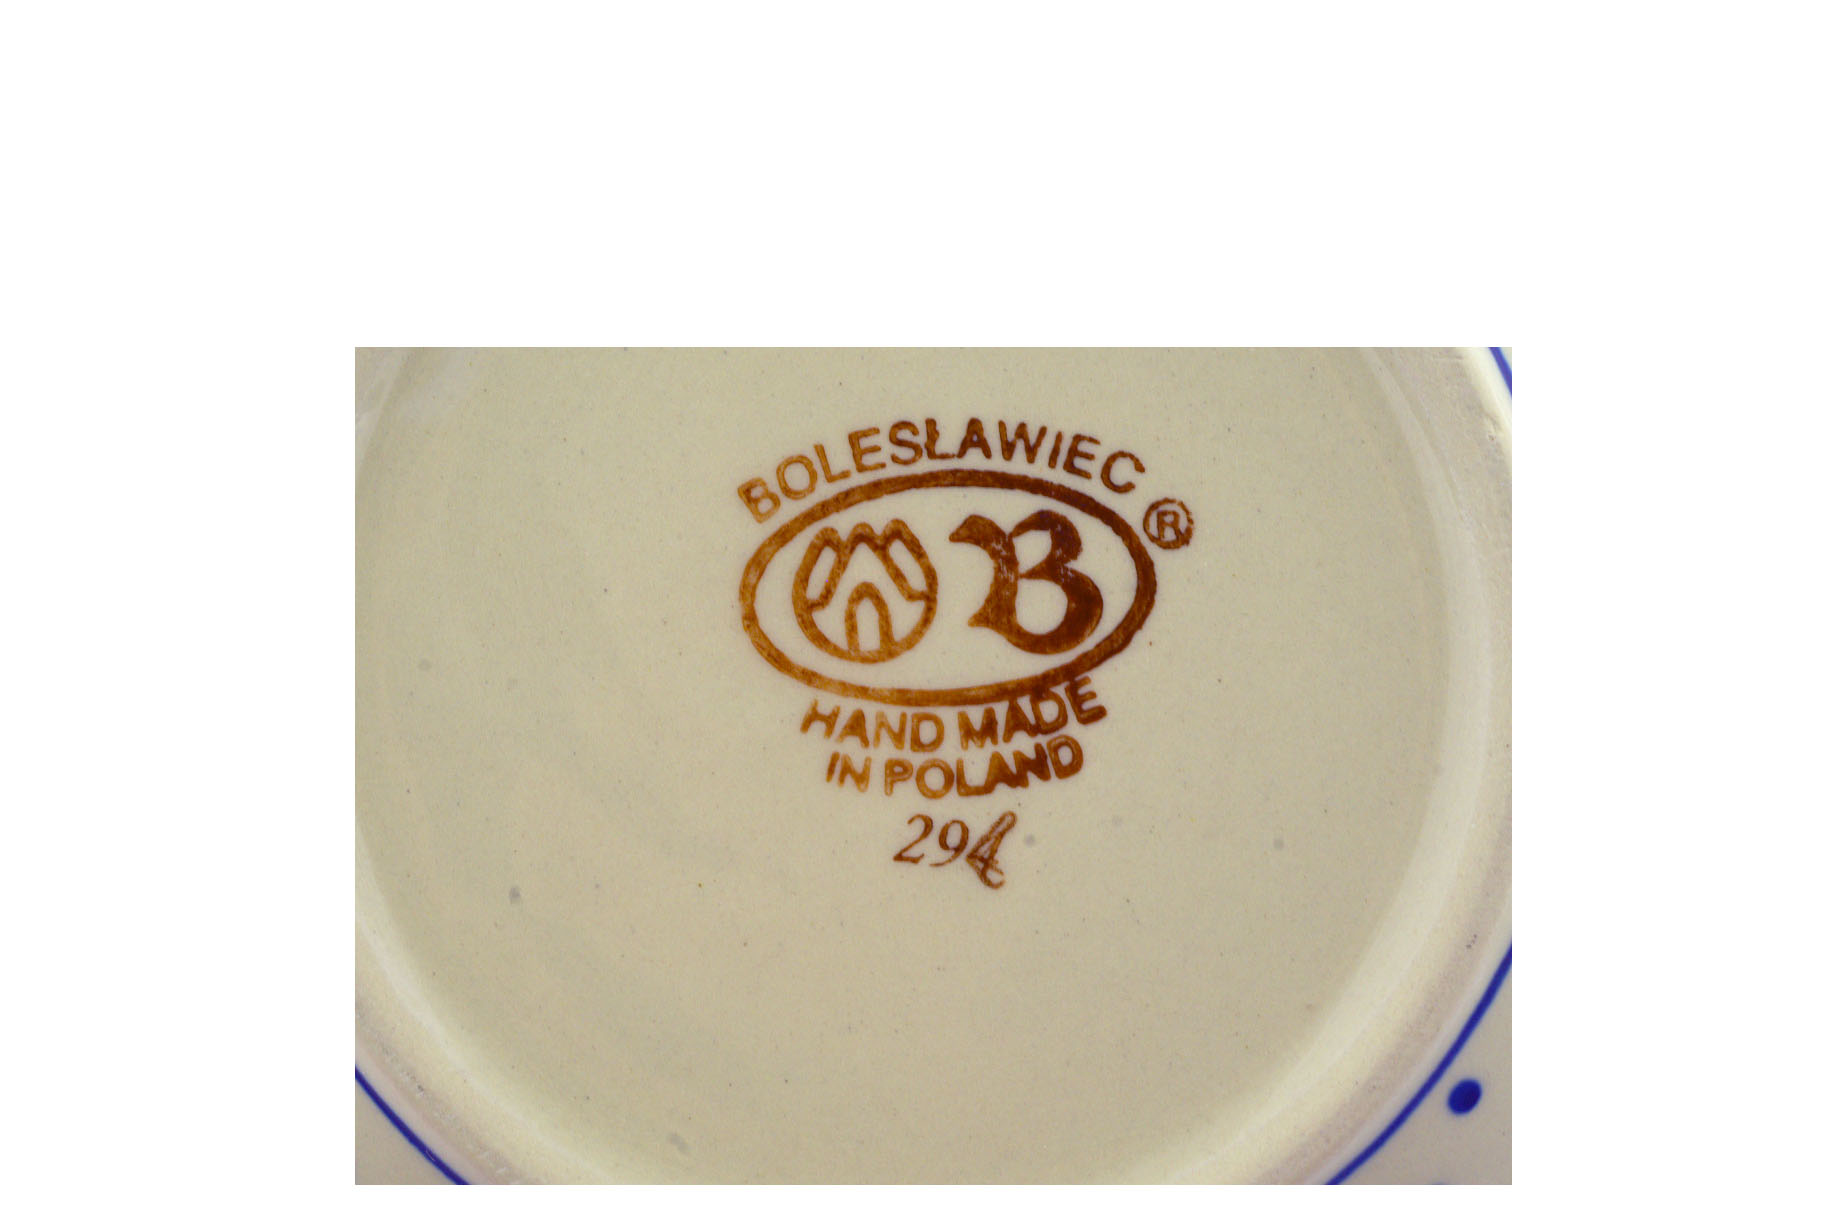 BOLESŁAWIEC
B ®
HAND MADE
IN POLAND
294